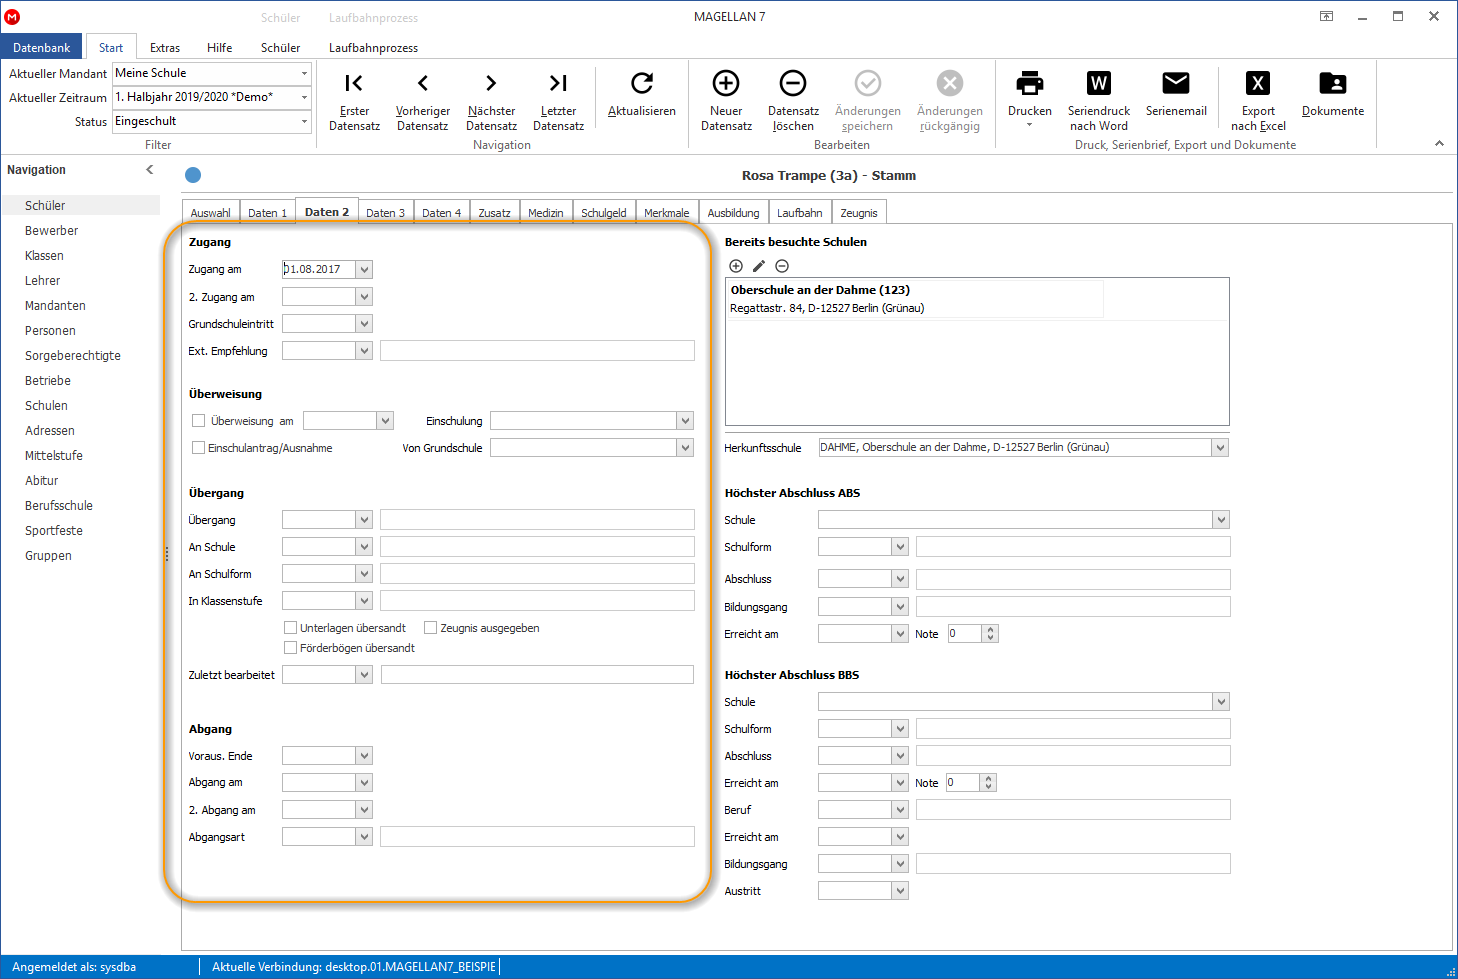 Schüler Laufbahnprozess MAGELLAN 7
Datenbank Start Extras Hilfe Schüler Laufbahnprozess
Aktueller Mandant Meine Schule
Aktueller Zeitraum 1. Halbjahr 2019/2020 *Demo*
Status Eingeschult
Filter
Erster Datensatz
Vorheriger Datensatz
Nächster Datensatz
Letzter Datensatz
Navigation
Aktualisieren
Neuer Datensatz
Datensatz löschen
Änderungen speichern
Änderungen rückgängig
Bearbeiten
Drucken
Seriendruck nach Word
Serienemail
Export nach Excel
Dokumente
Druck, Serienbrief, Export und Dokumente
Navigation
Schüler
Bewerber
Klassen
Lehrer
Mandanten
Personen
Sorgeberechtigte
Betriebe
Schulen
Adressen
Mittelstufe
Abitur
Berufsschule
Sportfeste
Gruppen
Rosa Trampe (3a) - Stamm
Auswahl Daten 1 Daten 2 Daten 3 Daten 4 Zusatz Medizin Schulgeld Merkmale Ausbildung Laufbahn Zeugnis
Zugang
Zugang am 01.08.2017
2. Zugang am
Grundschuleintritt
Ext. Empfehlung
Überweisung
Überweisung am Einschulung
Einschulantrag/Ausnahme Von Grundschule
Übergang
Übergang
An Schule
An Schulform
In Klassenstufe
Unterlagen übersandt Zeugnis ausgegeben
Förderbögen übersandt
Zuletzt bearbeitet
Abgang
Voraus. Ende
Abgang am
2. Abgang am
Abgangsart
Bereits besuchte Schulen
Oberschule an der Dahme (123)
Regattastr. 84, D-12527 Berlin (Grünau)
Herkunftsschule DAHME, Oberschule an der Dahme, D-12527 Berlin (Grünau)
Höchster Abschluss ABS
Schule
Schulform
Abschluss
Bildungsgang
Erreicht am Note 0
Höchster Abschluss BBS
Schule
Schulform
Abschluss
Erreicht am Note 0
Beruf
Erreicht am
Bildungsgang
Austritt
Angemeldet als: sysdba Aktuelle Verbindung: desktop.01.MAGELLAN7_BEISPIE